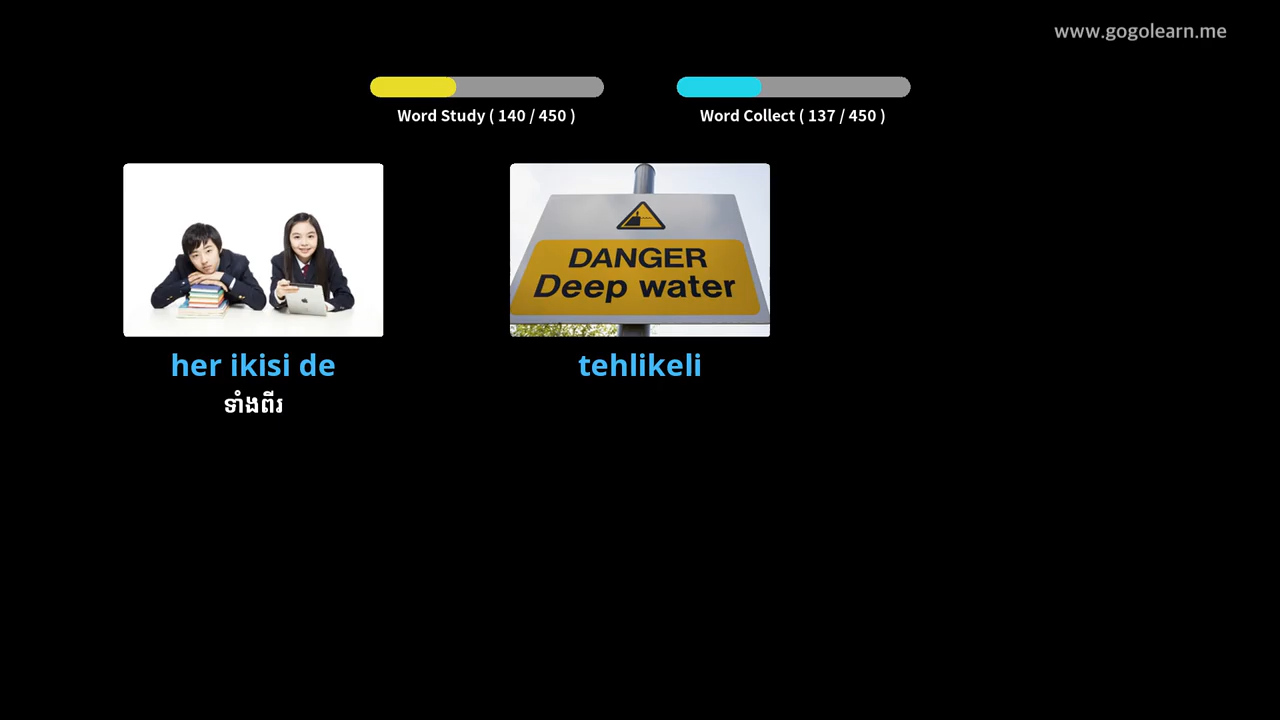 www.gogolearn.me
Word Study ( 140 / 450 )
Word Collect ( 137 / 450 )
DANGER
Deep water
her ikisi de
ទាំងពីរ
tehlikeli